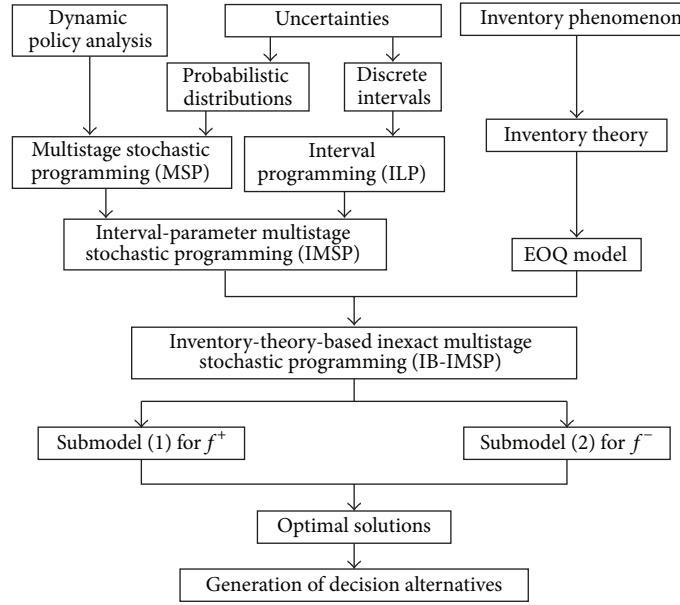 Dynamic
policy analysis
Uncertainties
Inventory phenomenon
Probabilistic
distributions
Discrete
intervals
Multistage stochastic
programming (MSP)
Interval
programming (ILP)
Inventory theory
Interval-parameter multistage
stochastic programming (IMSP)
EOQ model
Inventory-theory-based inexact multistage
stochastic programming (IB-IMSP)
Submodel (1) for f⁺
Submodel (2) for f⁻
Optimal solutions
Generation of decision alternatives